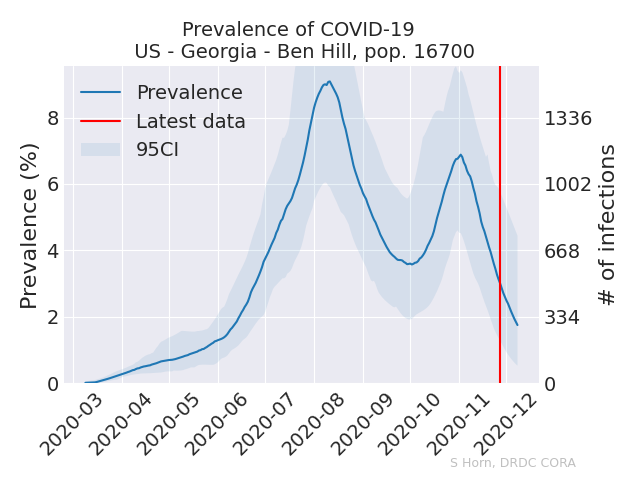 Prevalence of COVID-19
US - Georgia - Ben Hill, pop. 16700
Prevalence
Latest data
95CI
Prevalence (%)
8
6
4
2
0
# of infections
1336
1002
668
334
0
2020-03
2020-04
2020-05
2020-06
2020-07
2020-08
2020-09
2020-10
2020-11
2020-12
S Horn, DRDC CORA